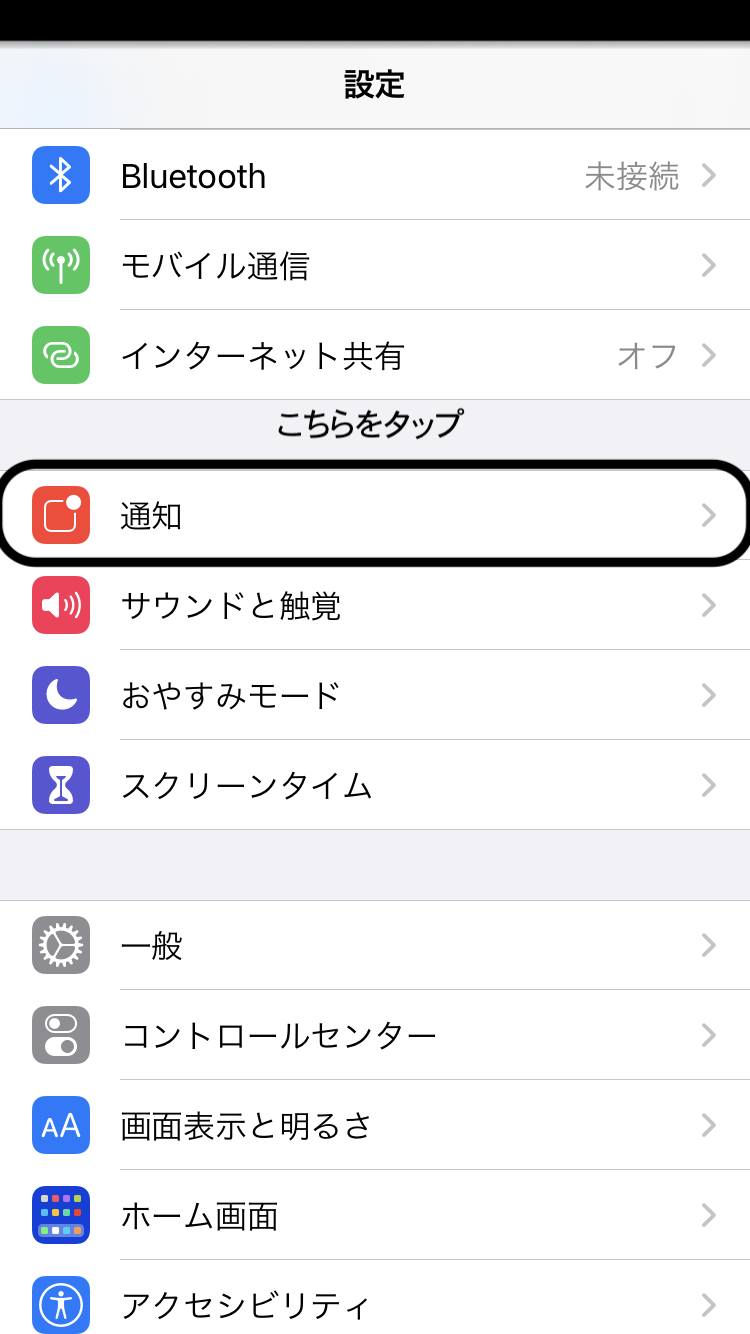 設定
Bluetooth 未接続
モバイル通信
インターネット共有 オフ
こちらをタップ
通知
サウンドと触覚
おやすみモード
スクリーンタイム
一般
コントロールセンター
AA 画面表示と明るさ
ホーム画面
アクセシビリティ